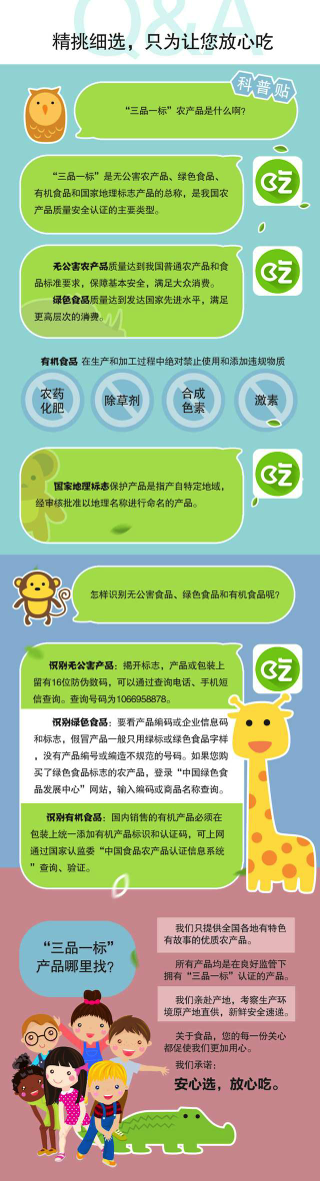 Q&A
精挑细选，只为让您放心吃
科普贴
“三品一标”农产品是什么啊？
“三品一标”是无公害农产品、绿色食品、
有机食品和国家地理标志产品的总称，是我国农
产品质量安全认证的主要类型。
无公害农产品质量达到我国普通农产品和食
品标准要求，保障基本安全，满足大众消费。
绿色食品质量达到发达国家先进水平，满足
更高层次的消费。
有机食品 在生产和加工过程中绝对禁止使用和添加违规物质
农药
化肥
除草剂
合成
色素
激素
国家地理标志保护产品是指产自特定地域，
经审核批准以地理名称进行命名的产品。
怎样识别无公害食品、绿色食品和有机食品呢？
识别无公害产品：揭开标志，产品或包装上
留有16位防伪数码，可以通过查询电话、手机短
信查询。查询号码为1066958878。
识别绿色食品：要看产品编码或企业信息码
和标志，假冒产品一般只用绿标或绿色食品字样
，没有产品编号或编造不规范的号码。如果您购
买了绿色食品标志的农产品，登录“中国绿色食
品发展中心”网站，输入编码或商品名称查询。
识别有机食品：国内销售的有机产品必须在
包装上统一添加有机产品标识和认证码，可上网
通过国家认监委“中国食品农产品认证信息系统
”查询、验证。
“三品一标”
产品哪里找？
我们只提供全国各地有特色
有故事的优质农产品。
所有产品均是在良好监管下
拥有“三品一标”认证的产品。
我们亲赴产地，考察生产环
境原产地直供，新鲜安全速递。
关于食品，您的每一份关心
都促使我们更加用心。
我们承诺：
安心选，放心吃。